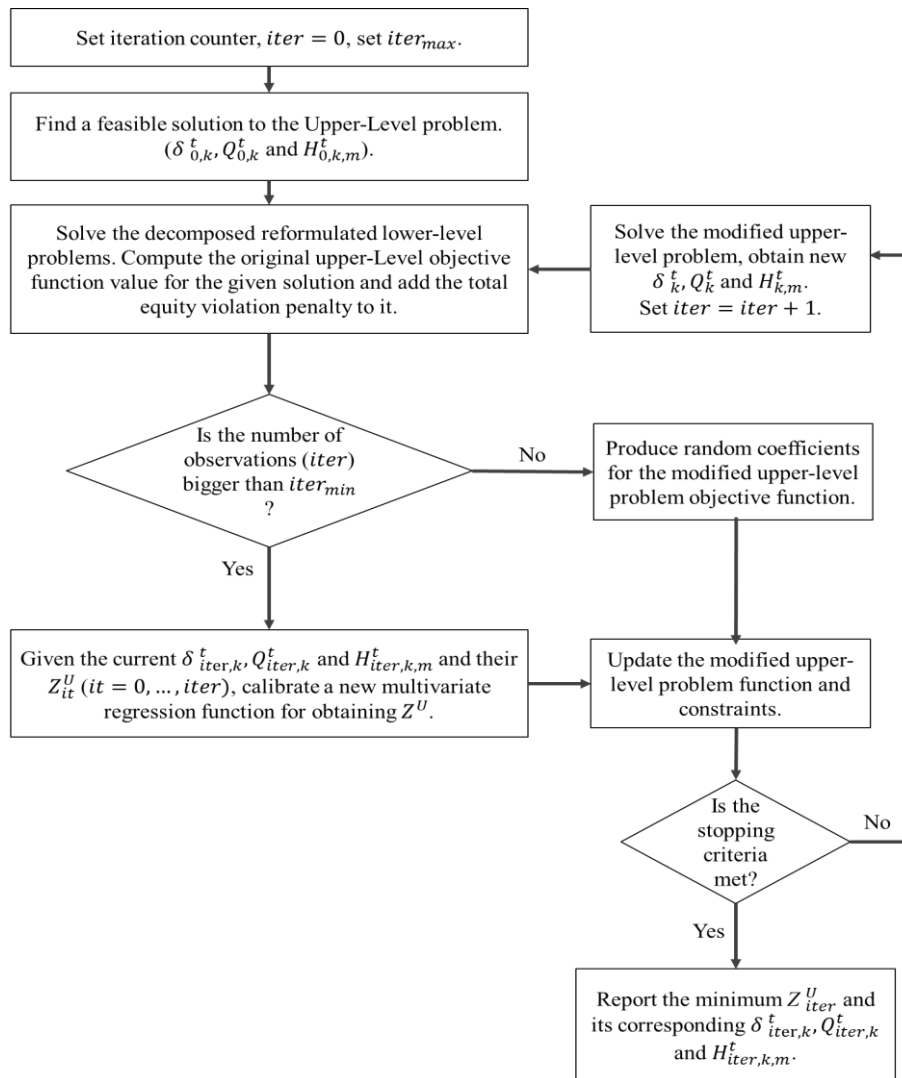 Set iteration counter, iter = 0, set iter_max.
Find a feasible solution to the Upper-Level problem.
(δ^t_{0,k}, Q^t_{0,k} and H^t_{0,k,m}).
Solve the decomposed reformulated lower-level
problems. Compute the original upper-Level objective
function value for the given solution and add the total
equity violation penalty to it.
Solve the modified upper-
level problem, obtain new
δ^t_k, Q^t_k and H^t_{k,m}.
Set iter = iter + 1.
Is the number of
observations (iter)
bigger than iter_min
?
No
Produce random coefficients
for the modified upper-level
problem objective function.
Yes
Given the current δ^t_{iter,k}, Q^t_{iter,k} and H^t_{iter,k,m} and their
Z^U_{it} (it = 0, …, iter), calibrate a new multivariate
regression function for obtaining Z^U.
Update the modified upper-
level problem function and
constraints.
Is the
stopping
criteria
met?
No
Yes
Report the minimum Z^U_{iter} and
its corresponding δ^t_{iter,k}, Q^t_{iter,k}
and H^t_{iter,k,m}.